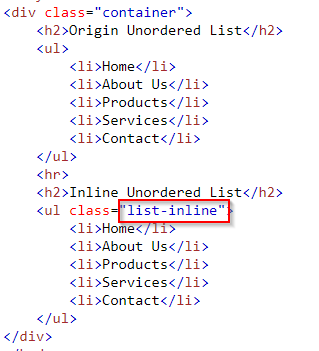 <div class="container">
    <h2>Origin Unordered List</h2>
    <ul>
        <li>Home</li>
        <li>About Us</li>
        <li>Products</li>
        <li>Services</li>
        <li>Contact</li>
    </ul>
    <hr>
    <h2>Inline Unordered List</h2>
    <ul class="list-inline">
        <li>Home</li>
        <li>About Us</li>
        <li>Products</li>
        <li>Services</li>
        <li>Contact</li>
    </ul>
</div>